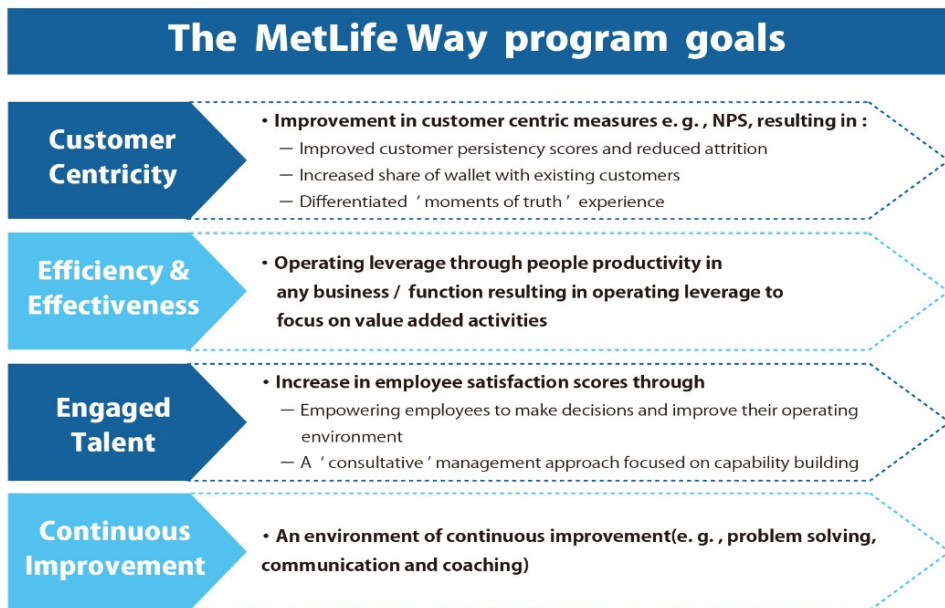 The MetLife Way program goals
Customer
Centricity
• Improvement in customer centric measures e. g. , NPS, resulting in :
— Improved customer persistency scores and reduced attrition
— Increased share of wallet with existing customers
— Differentiated ‘ moments of truth ’ experience
Efficiency &
Effectiveness
• Operating leverage through people productivity in
any business / function resulting in operating leverage to
focus on value added activities
Engaged
Talent
• Increase in employee satisfaction scores through
— Empowering employees to make decisions and improve their operating
environment
— A ‘ consultative ’ management approach focused on capability building
Continuous
Improvement
• An environment of continuous improvement(e. g. , problem solving,
communication and coaching)